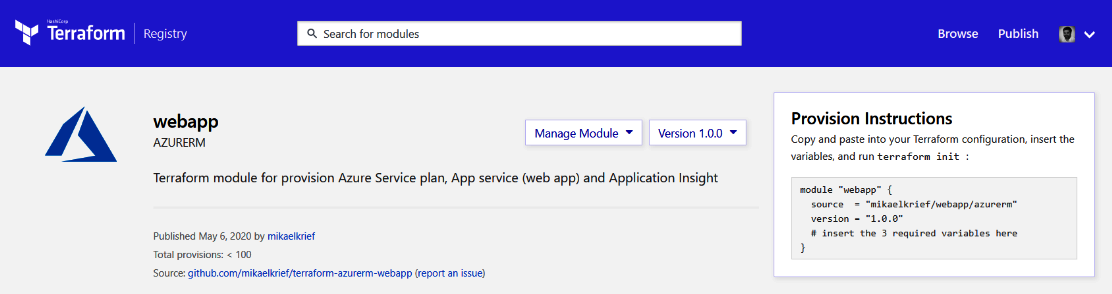 HashiCorp
Terraform Registry
Search for modules
Browse Publish
webapp
AZURERM
Manage Module
Version 1.0.0
Terraform module for provision Azure Service plan, App service (web app) and Application Insight
Published May 6, 2020 by mikaelkrief
Total provisions: < 100
Source: github.com/mikaelkrief/terraform-azurerm-webapp (report an issue)
Provision Instructions
Copy and paste into your Terraform configuration, insert the
variables, and run terraform init :
module "webapp" {
  source  = "mikaelkrief/webapp/azurerm"
  version = "1.0.0"
  # insert the 3 required variables here
}